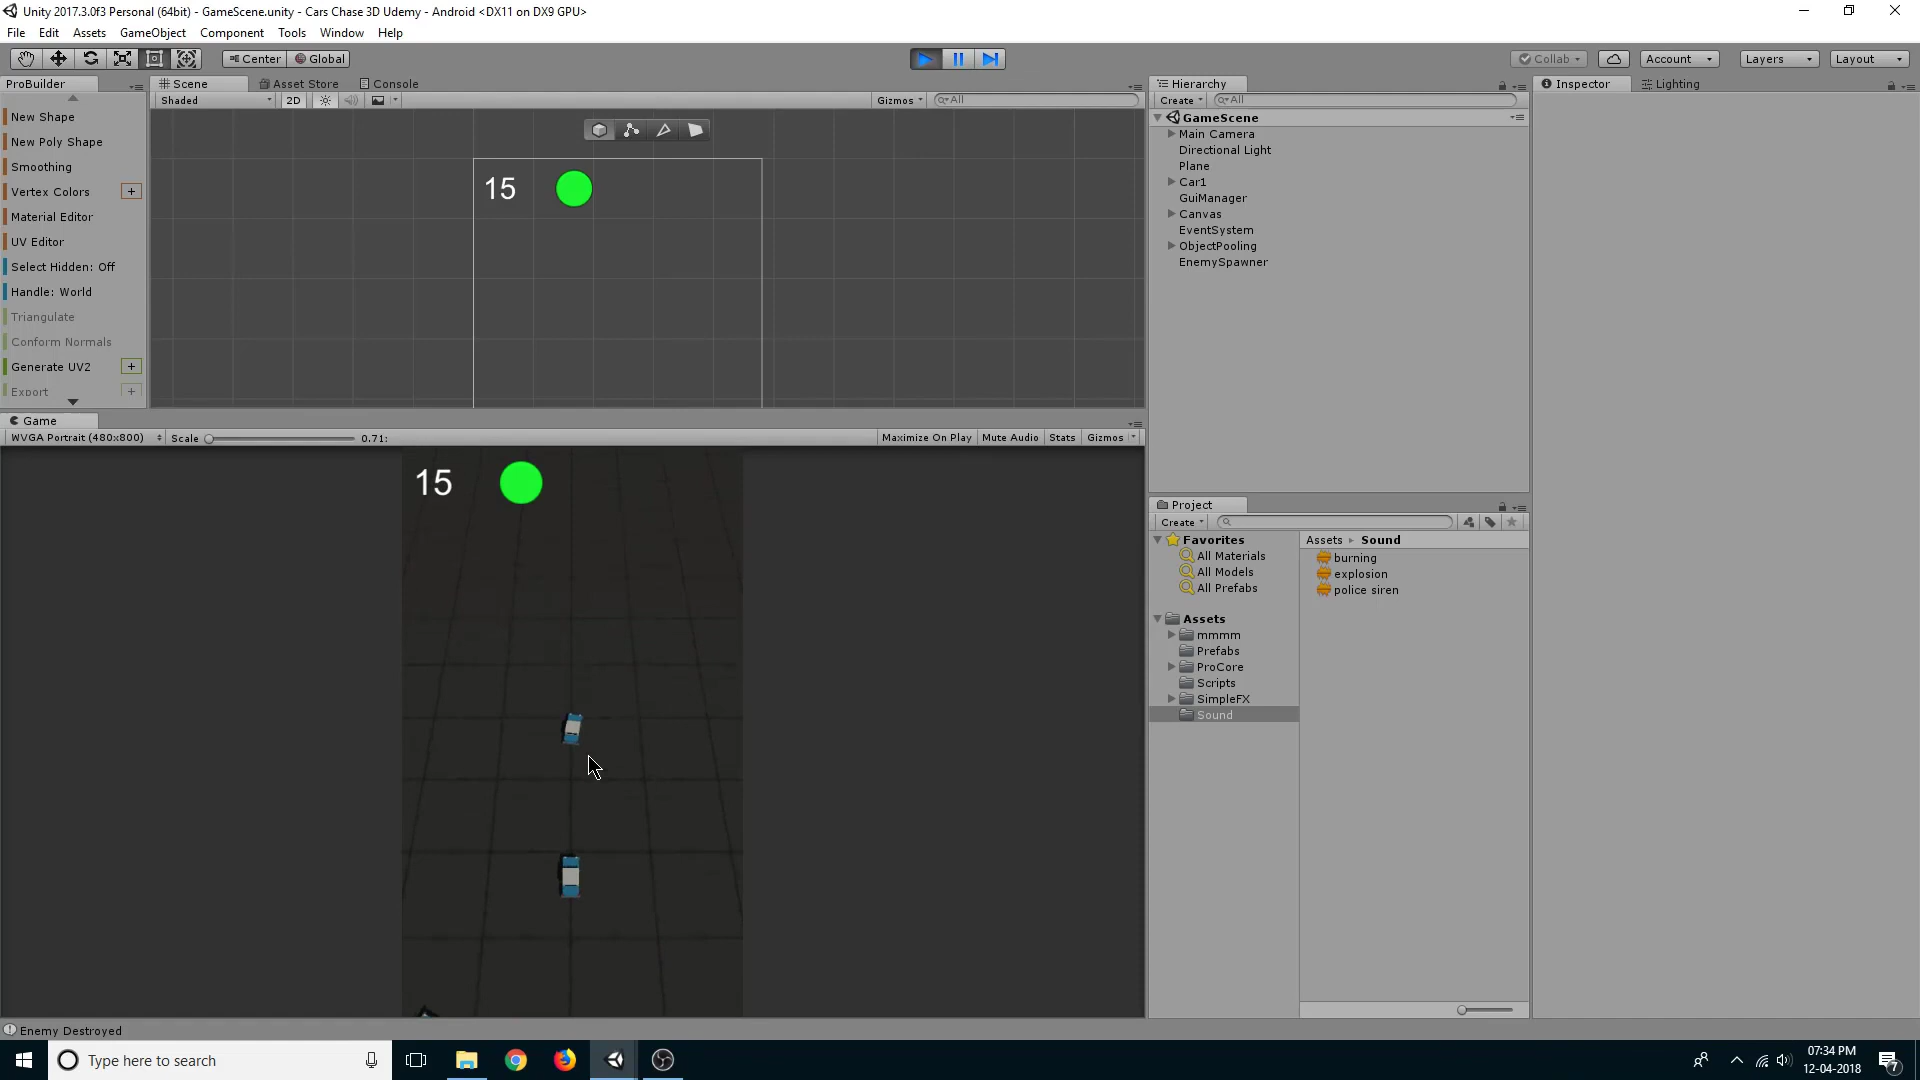 Unity 2017.3.0f3 Personal (64bit) - GameScene.unity - Cars Chase 3D Udemy - Android <DX11 on DX9 GPU>
File Edit Assets GameObject Component Tools Window Help
Center Global Collab Account Layers Layout
ProBuilder
New Shape
New Poly Shape
Smoothing
Vertex Colors +
Material Editor
UV Editor
Select Hidden: Off
Handle: World
Triangulate
Conform Normals
Generate UV2 +
Export +
Scene Asset Store Console
Shaded 2D Gizmos All
15
Game
WVGA Portrait (480x800) Scale 0.71: Maximize On Play Mute Audio Stats Gizmos
15
Hierarchy
Create All
GameScene
Main Camera
Directional Light
Plane
Car1
GuiManager
Canvas
EventSystem
ObjectPooling
EnemySpawner
Project
Create
Favorites
All Materials
All Models
All Prefabs
Assets
mmmm
Prefabs
ProCore
Scripts
SimpleFX
Sound
Assets Sound
burning
explosion
police siren
Inspector Lighting
Enemy Destroyed
Type here to search
07:34 PM
12-04-2018
7